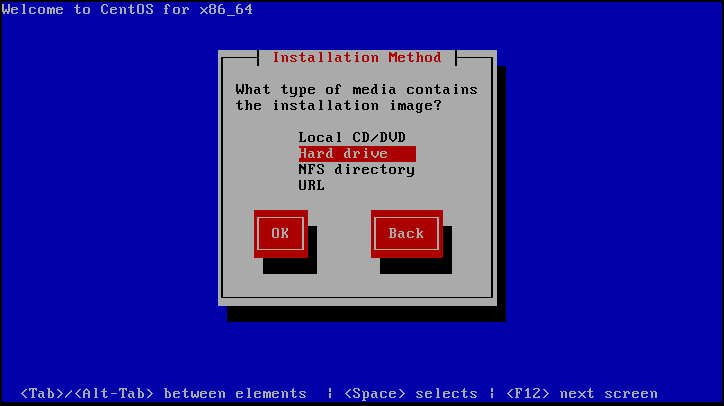 Welcome to CentOS for x86_64
Installation Method
What type of media contains
the installation image?
Local CD/DVD
Hard drive
NFS directory
URL
OK Back
<Tab>/<Alt-Tab> between elements | <Space> selects | <F12> next screen